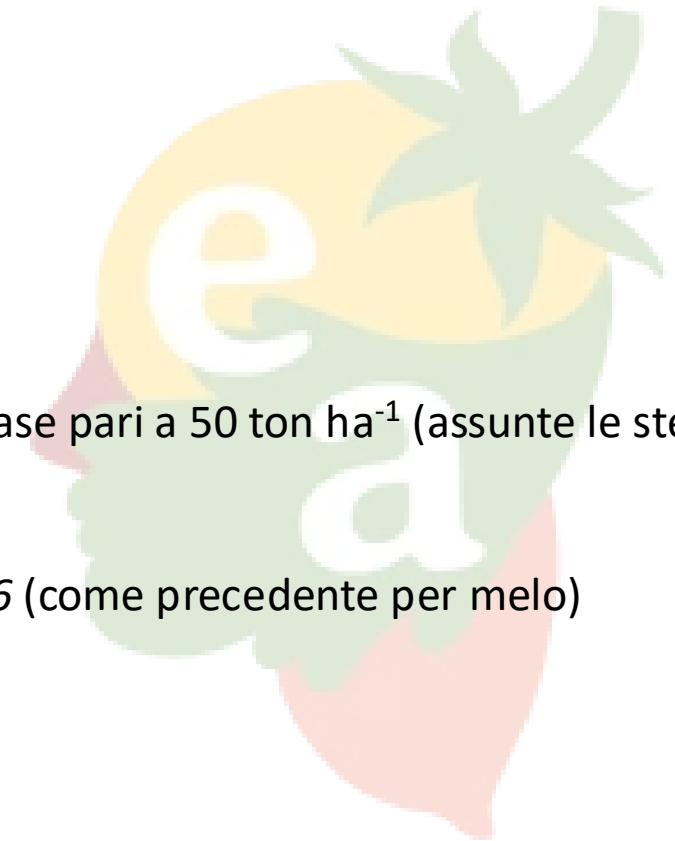 e
a
ase pari a 50 ton ha⁻¹ (assunte le ste
6 (come precedente per melo)